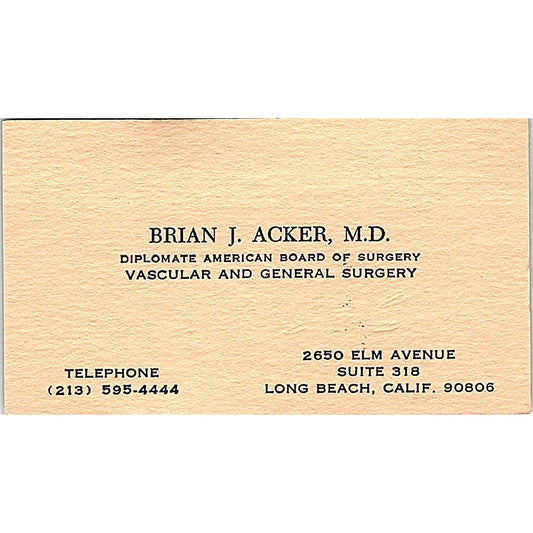 BRIAN J. ACKER, M.D.
DIPLOMATE AMERICAN BOARD OF SURGERY
VASCULAR AND GENERAL SURGERY
TELEPHONE
(213) 595-4444
2650 ELM AVENUE
SUITE 318
LONG BEACH, CALIF. 90806